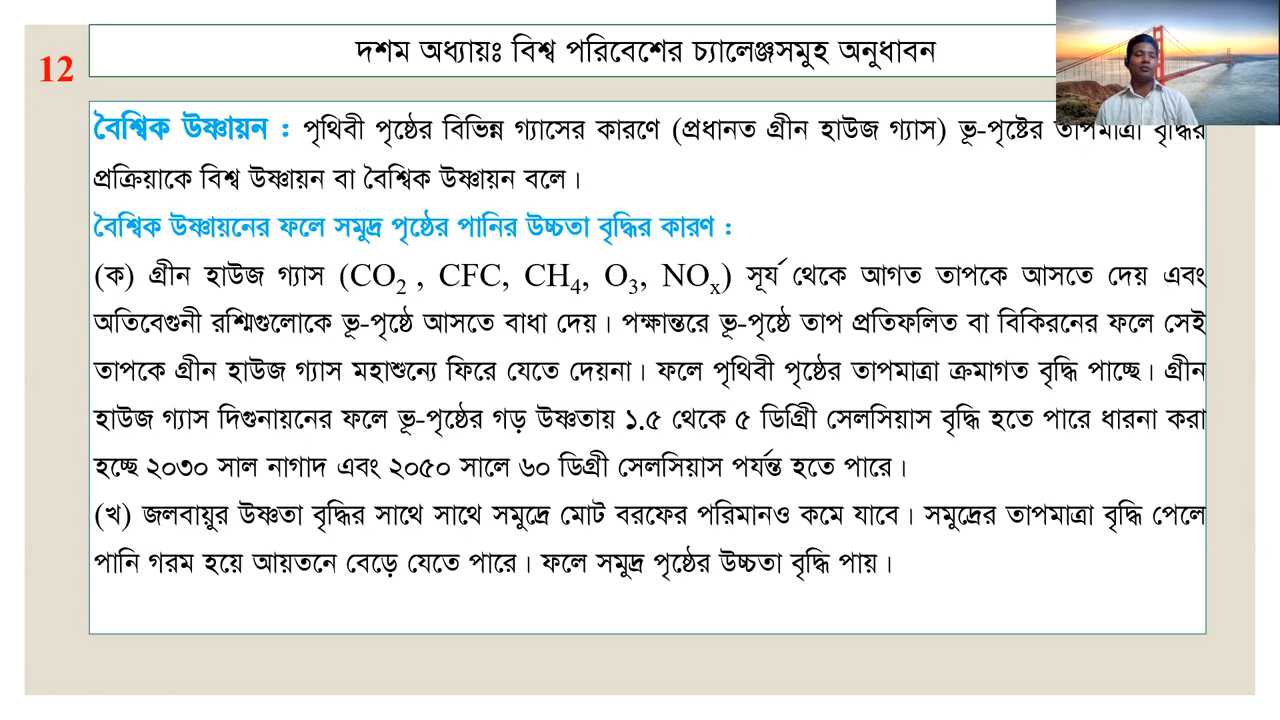 12
দশম অধ্যায়ঃ বিশ্ব পরিবেশের চ্যালেঞ্জসমুহ অনুধাবন
বৈশ্বিক উষ্ণায়ন : পৃথিবী পৃষ্ঠের বিভিন্ন গ্যাসের কারণে (প্রধানত গ্রীন হাউজ গ্যাস) ভূ-পৃষ্টের তাপমাত্রা বৃদ্ধির
প্রক্রিয়াকে বিশ্ব উষ্ণায়ন বা বৈশ্বিক উষ্ণায়ন বলে।
বৈশ্বিক উষ্ণায়নের ফলে সমুদ্র পৃষ্ঠের পানির উচ্চতা বৃদ্ধির কারণ :
(ক) গ্রীন হাউজ গ্যাস (CO₂ , CFC, CH₄, O₃, NOₓ) সূর্য থেকে আগত তাপকে আসতে দেয় এবং
অতিবেগুনী রশ্মিগুলোকে ভূ-পৃষ্ঠে আসতে বাধা দেয়। পক্ষান্তরে ভূ-পৃষ্ঠে তাপ প্রতিফলিত বা বিকিরনের ফলে সেই
তাপকে গ্রীন হাউজ গ্যাস মহাশুন্যে ফিরে যেতে দেয়না। ফলে পৃথিবী পৃষ্ঠের তাপমাত্রা ক্রমাগত বৃদ্ধি পাচ্ছে। গ্রীন
হাউজ গ্যাস দিগুনায়নের ফলে ভূ-পৃষ্ঠের গড় উষ্ণতায় ১.৫ থেকে ৫ ডিগ্রিী সেলসিয়াস বৃদ্ধি হতে পারে ধারনা করা
হচ্ছে ২০৩০ সাল নাগাদ এবং ২০৫০ সালে ৬০ ডিগ্রী সেলসিয়াস পর্যন্ত হতে পারে।
(খ) জলবায়ুর উষ্ণতা বৃদ্ধির সাথে সাথে সমুদ্রে মোট বরফের পরিমানও কমে যাবে। সমুদ্রের তাপমাত্রা বৃদ্ধি পেলে
পানি গরম হয়ে আয়তনে বেড়ে যেতে পারে। ফলে সমুদ্র পৃষ্ঠের উচ্চতা বৃদ্ধি পায়।